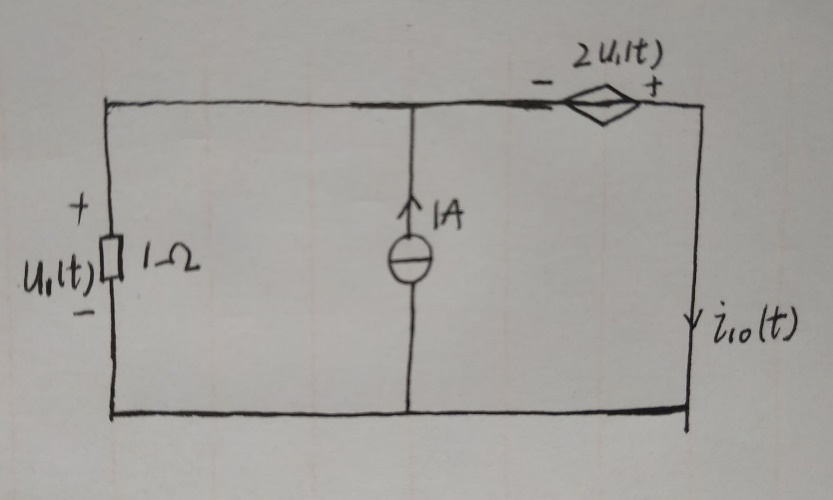 2u₁(t)
- +
+
1A
u₁(t) 1Ω
-
i₁₀(t)